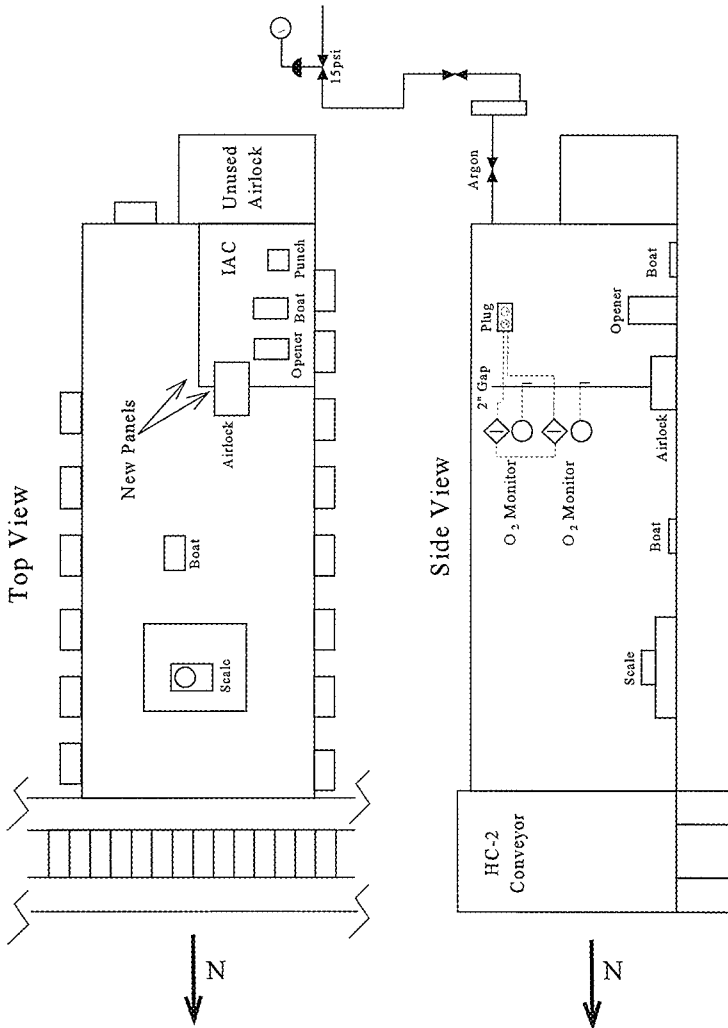 Top View
New Panels
Airlock
Unused
Airlock
IAC
Opener
Boat
Punch
Boat
Scale
N
15psi
Argon
Side View
2" Gap
Plug
O₂ Monitor
O₂ Monitor
Opener
Boat
Airlock
Boat
Scale
HC-2
Conveyor
N